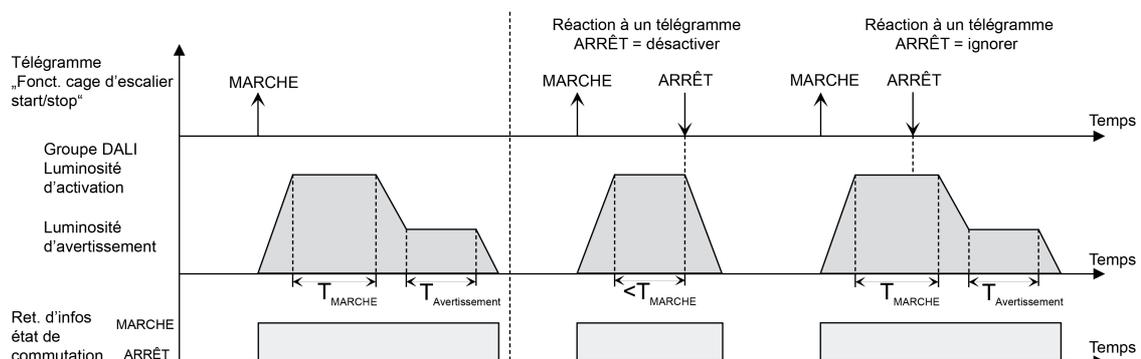 Réaction à un télégramme
ARRÊT = désactiver
Réaction à un télégramme
ARRÊT = ignorer
Télégramme
„Fonct. cage d’escalier
start/stop“
MARCHE
MARCHE
ARRÊT
MARCHE
ARRÊT
Temps
Groupe DALI
Luminosité
d’activation
Luminosité
d’avertissement
Temps
TMARCHE
TAvertissement
<TMARCHE
TMARCHE
TAvertissement
Ret. d’infos
état de
commutation
MARCHE
ARRÊT
Temps